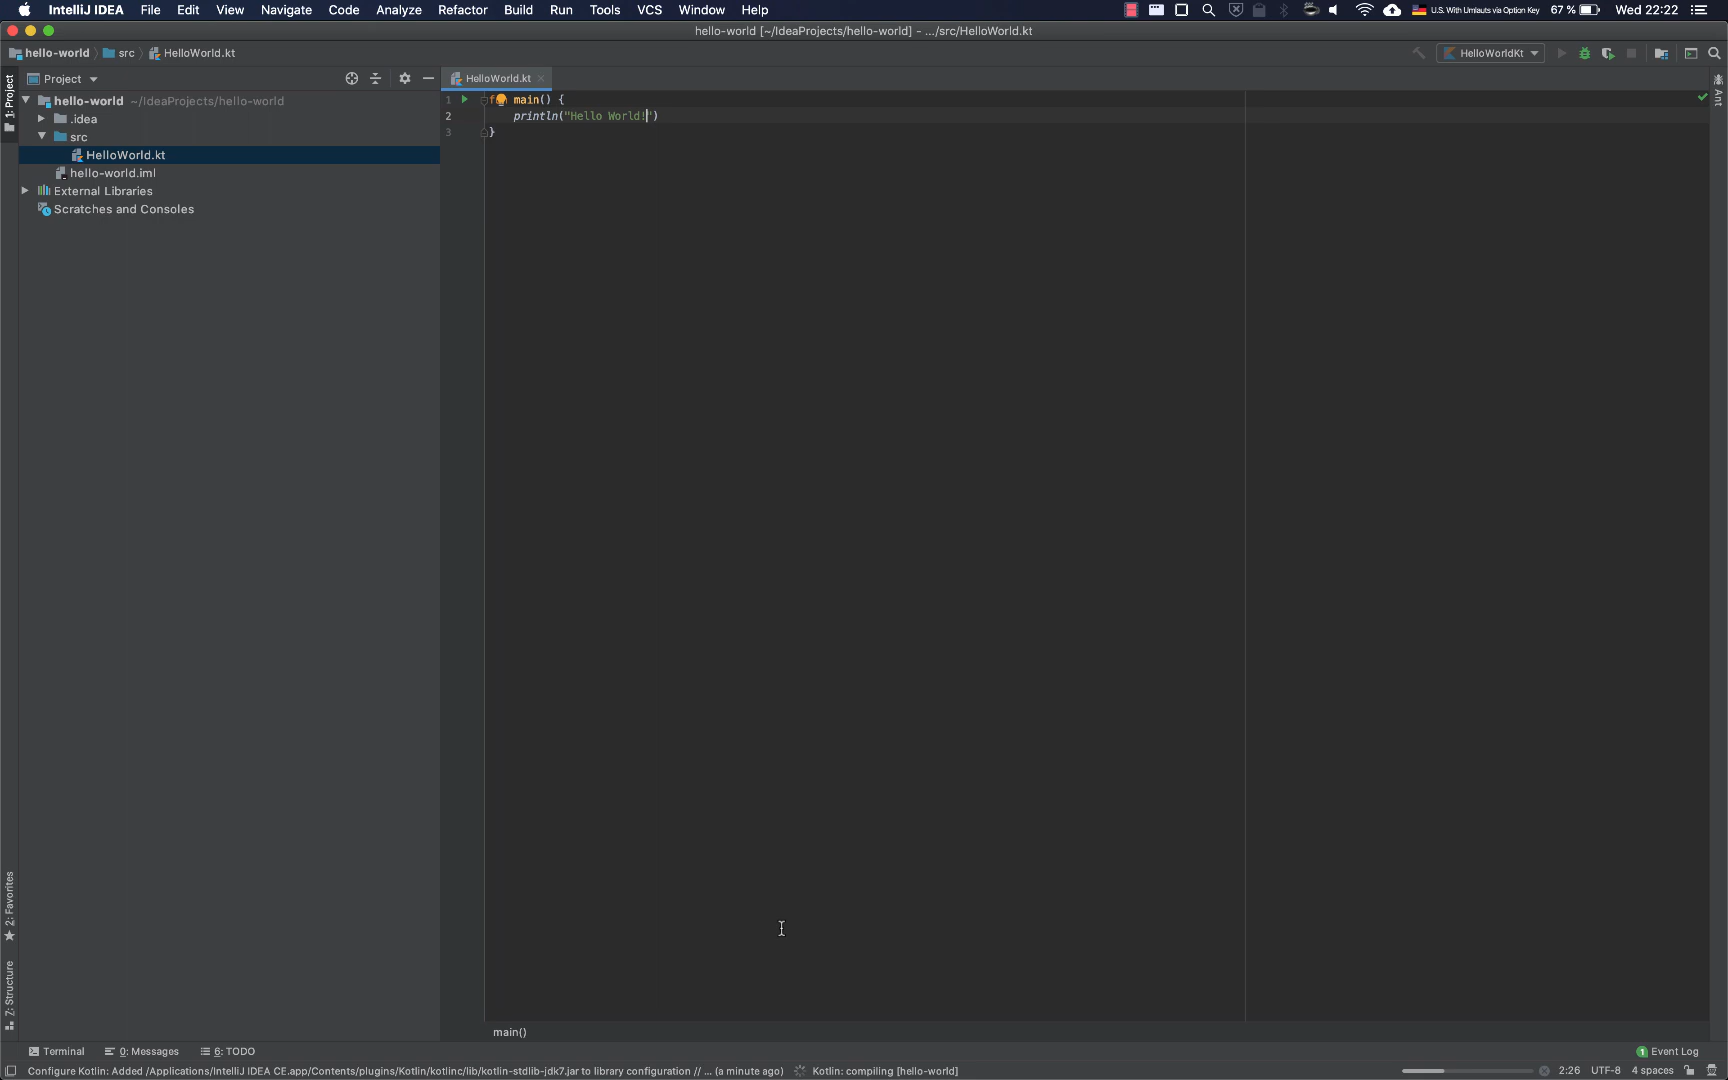 IntelliJ IDEA File Edit View Navigate Code Analyze Refactor Build Run Tools VCS Window Help U.S. With Umlauts via Option Key 67 % Wed 22:22
hello-world [~/IdeaProjects/hello-world] - .../src/HelloWorld.kt
hello-world src HelloWorld.kt HelloWorldKt
1: Project
Project
HelloWorld.kt
Ant
hello-world ~/IdeaProjects/hello-world
.idea
src
HelloWorld.kt
hello-world.iml
External Libraries
Scratches and Consoles
1 main() {
2 println("Hello World!")
3 }
2: Favorites
Z: Structure
main()
Terminal 0: Messages 6: TODO 1 Event Log
Configure Kotlin: Added /Applications/IntelliJ IDEA CE.app/Contents/plugins/Kotlin/kotlinc/lib/kotlin-stdlib-jdk7.jar to library configuration // ... (a minute ago) Kotlin: compiling [hello-world] 2:26 UTF-8 4 spaces